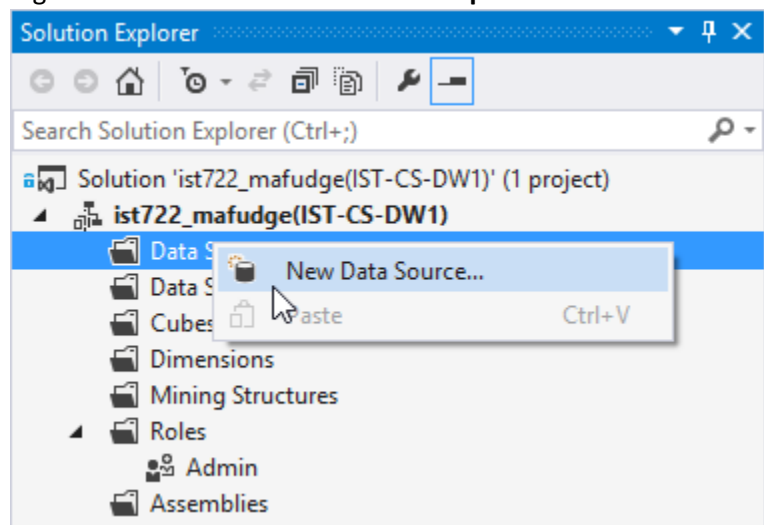 Solution Explorer
Search Solution Explorer (Ctrl+;)
Solution 'ist722_mafudge(IST-CS-DW1)' (1 project)
ist722_mafudge(IST-CS-DW1)
Data S
New Data Source...
Data S
Cubes
aste Ctrl+V
Dimensions
Mining Structures
Roles
Admin
Assemblies